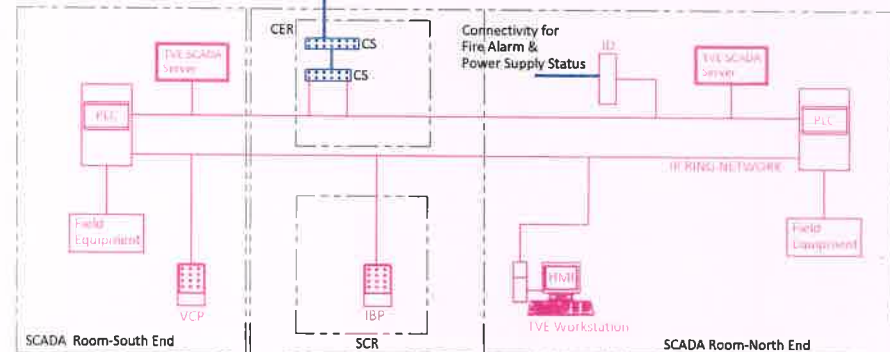 CER
CS
CS
Connectivity for
Fire Alarm &
Power Supply Status
TVE SCADA
Server
TVE SCADA
Server
PLC
PLC
IP RING NETWORK
Field
Equipment
Field
Equipment
VCP
IBP
HMI
TVE Workstation
SCADA Room-South End
SCR
SCADA Room-North End